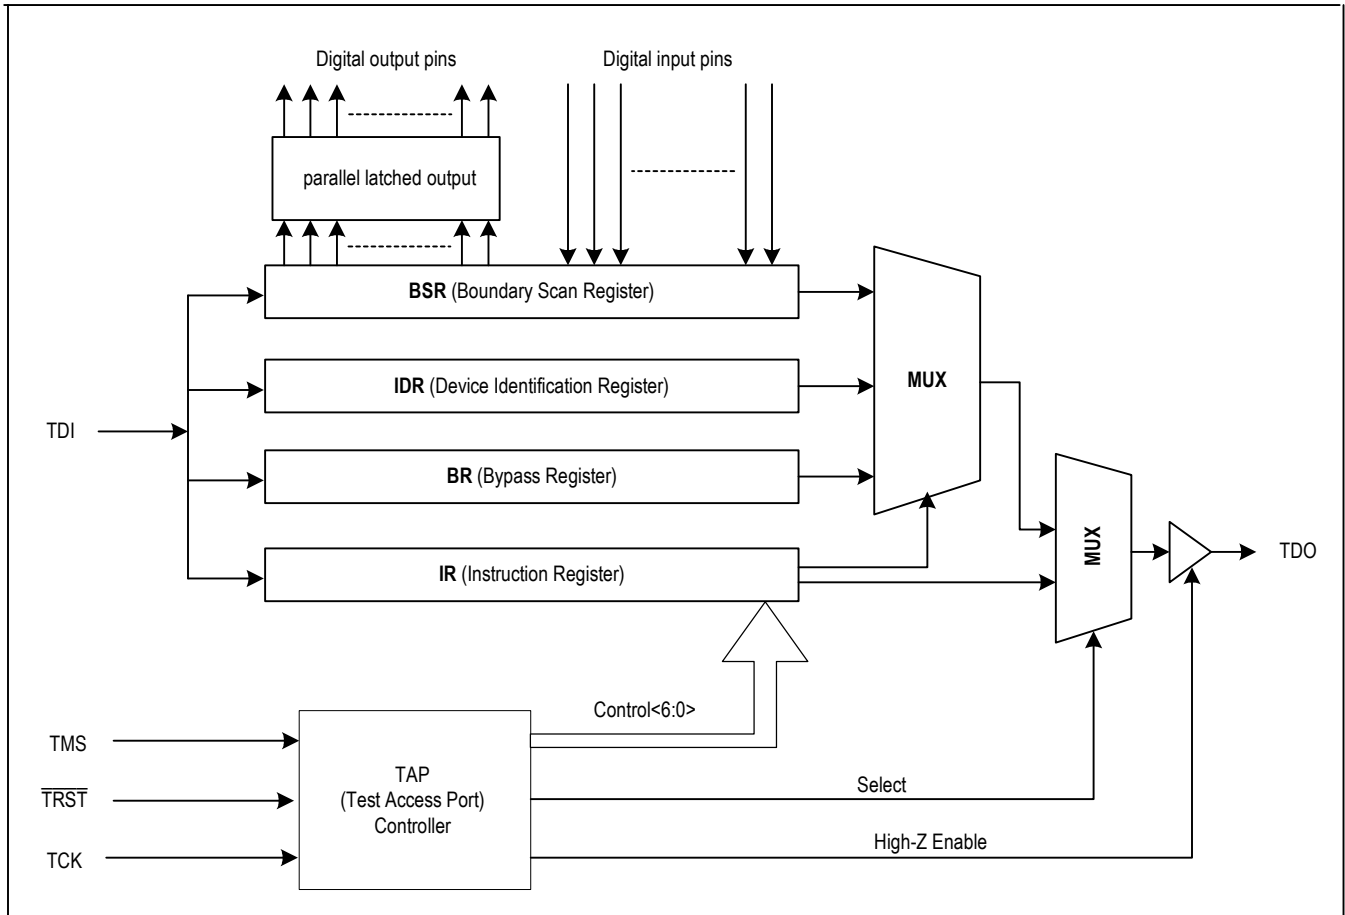 Digital output pins
Digital input pins
parallel latched output
BSR (Boundary Scan Register)
IDR (Device Identification Register)
MUX
TDI
BR (Bypass Register)
MUX
TDO
IR (Instruction Register)
Control<6:0>
TMS
TAP
(Test Access Port)
Controller
TRST
Select
TCK
High-Z Enable